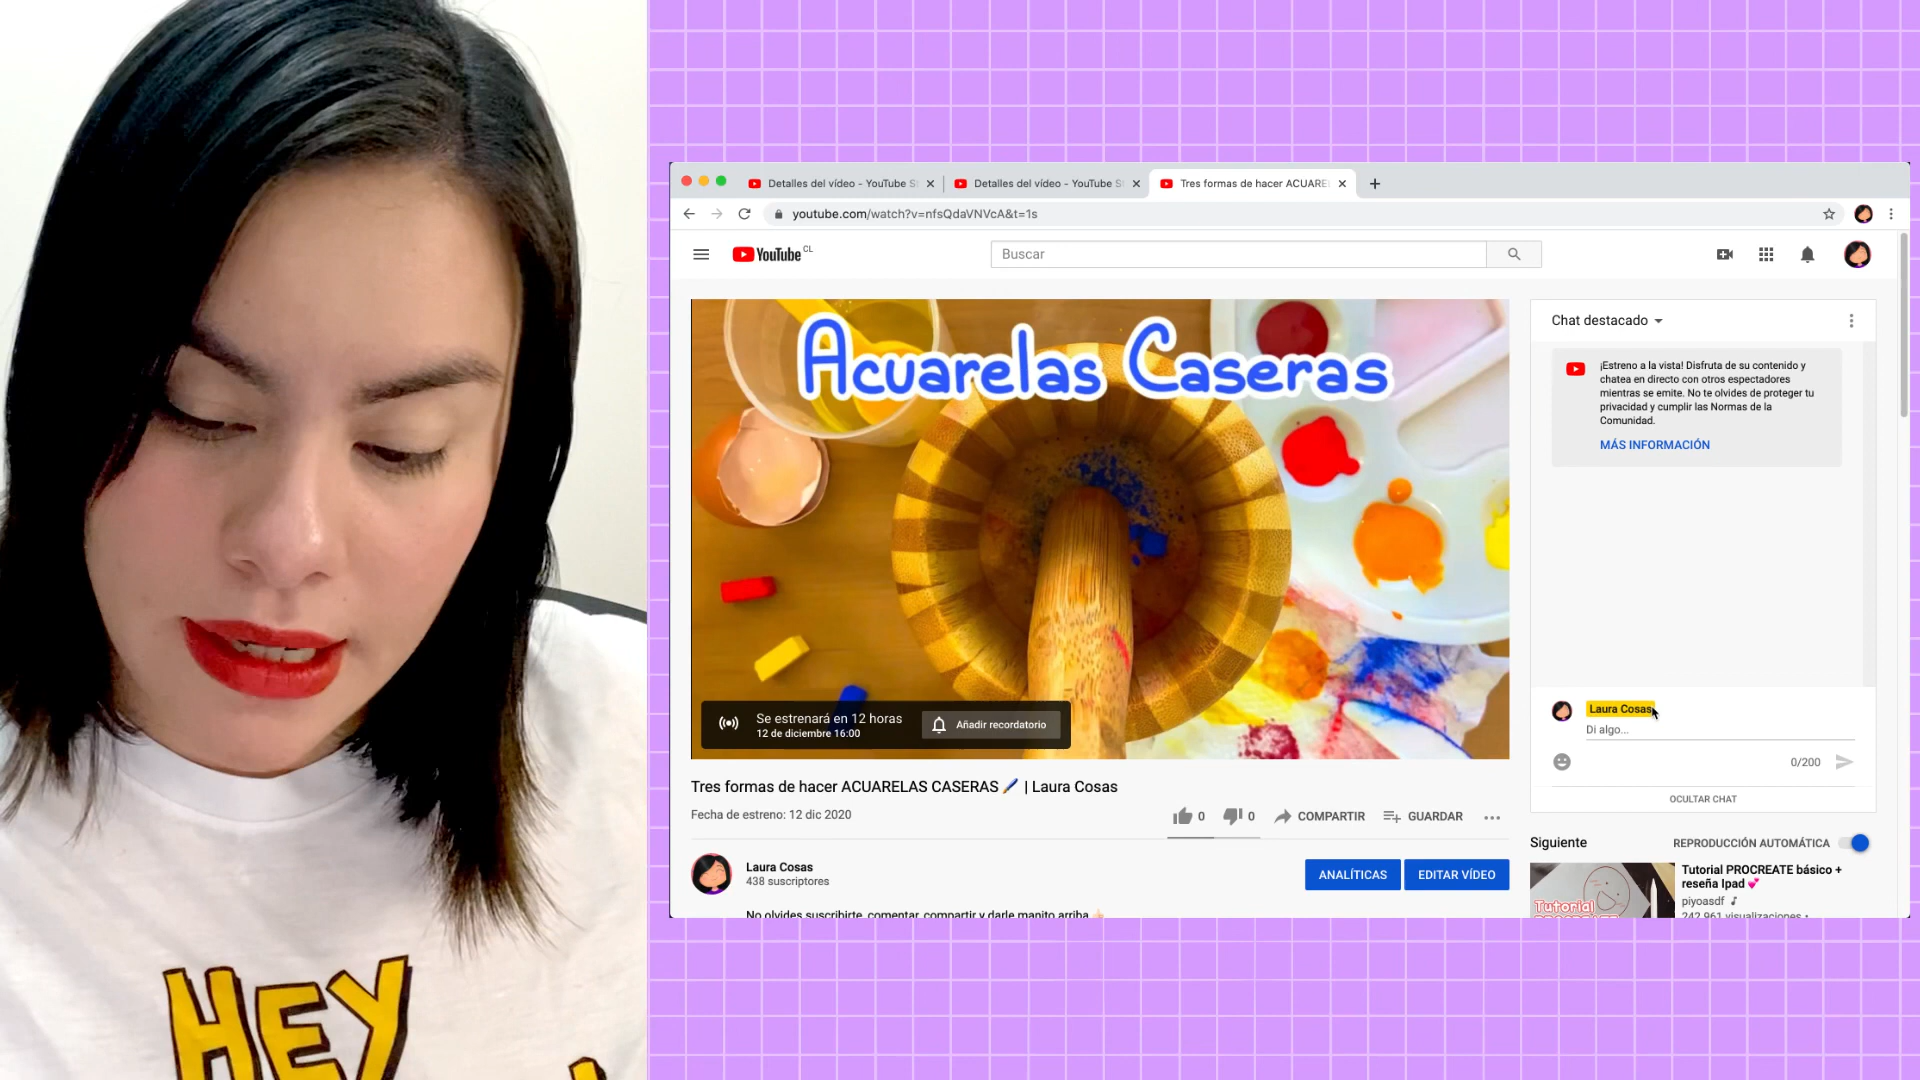 HEY
Detalles del vídeo - YouTube S
Detalles del vídeo - YouTube S
Tres formas de hacer ACUARE
youtube.com/watch?v=nfsQdaVNVcA&t=1s
YouTube CL
Buscar
Acuarelas Caseras
Se estrenará en 12 horas
12 de diciembre 16:00
Añadir recordatorio
Tres formas de hacer ACUARELAS CASERAS 🖌️ | Laura Cosas
Fecha de estreno: 12 dic 2020
0
0
COMPARTIR
GUARDAR
Laura Cosas
438 suscriptores
ANALÍTICAS
EDITAR VÍDEO
No olvides suscribirte, comentar, compartir y darle manito arriba 👍🏻
Chat destacado
¡Estreno a la vista! Disfruta de su contenido y
chatea en directo con otros espectadores
mientras se emite. No te olvides de proteger tu
privacidad y cumplir las Normas de la
Comunidad.
MÁS INFORMACIÓN
Laura Cosas
Di algo...
0/200
OCULTAR CHAT
Siguiente
REPRODUCCIÓN AUTOMÁTICA
Tutorial
PROCREATE
Tutorial PROCREATE básico +
reseña Ipad 💕
piyoasdf ♪
242.961 visualizaciones •